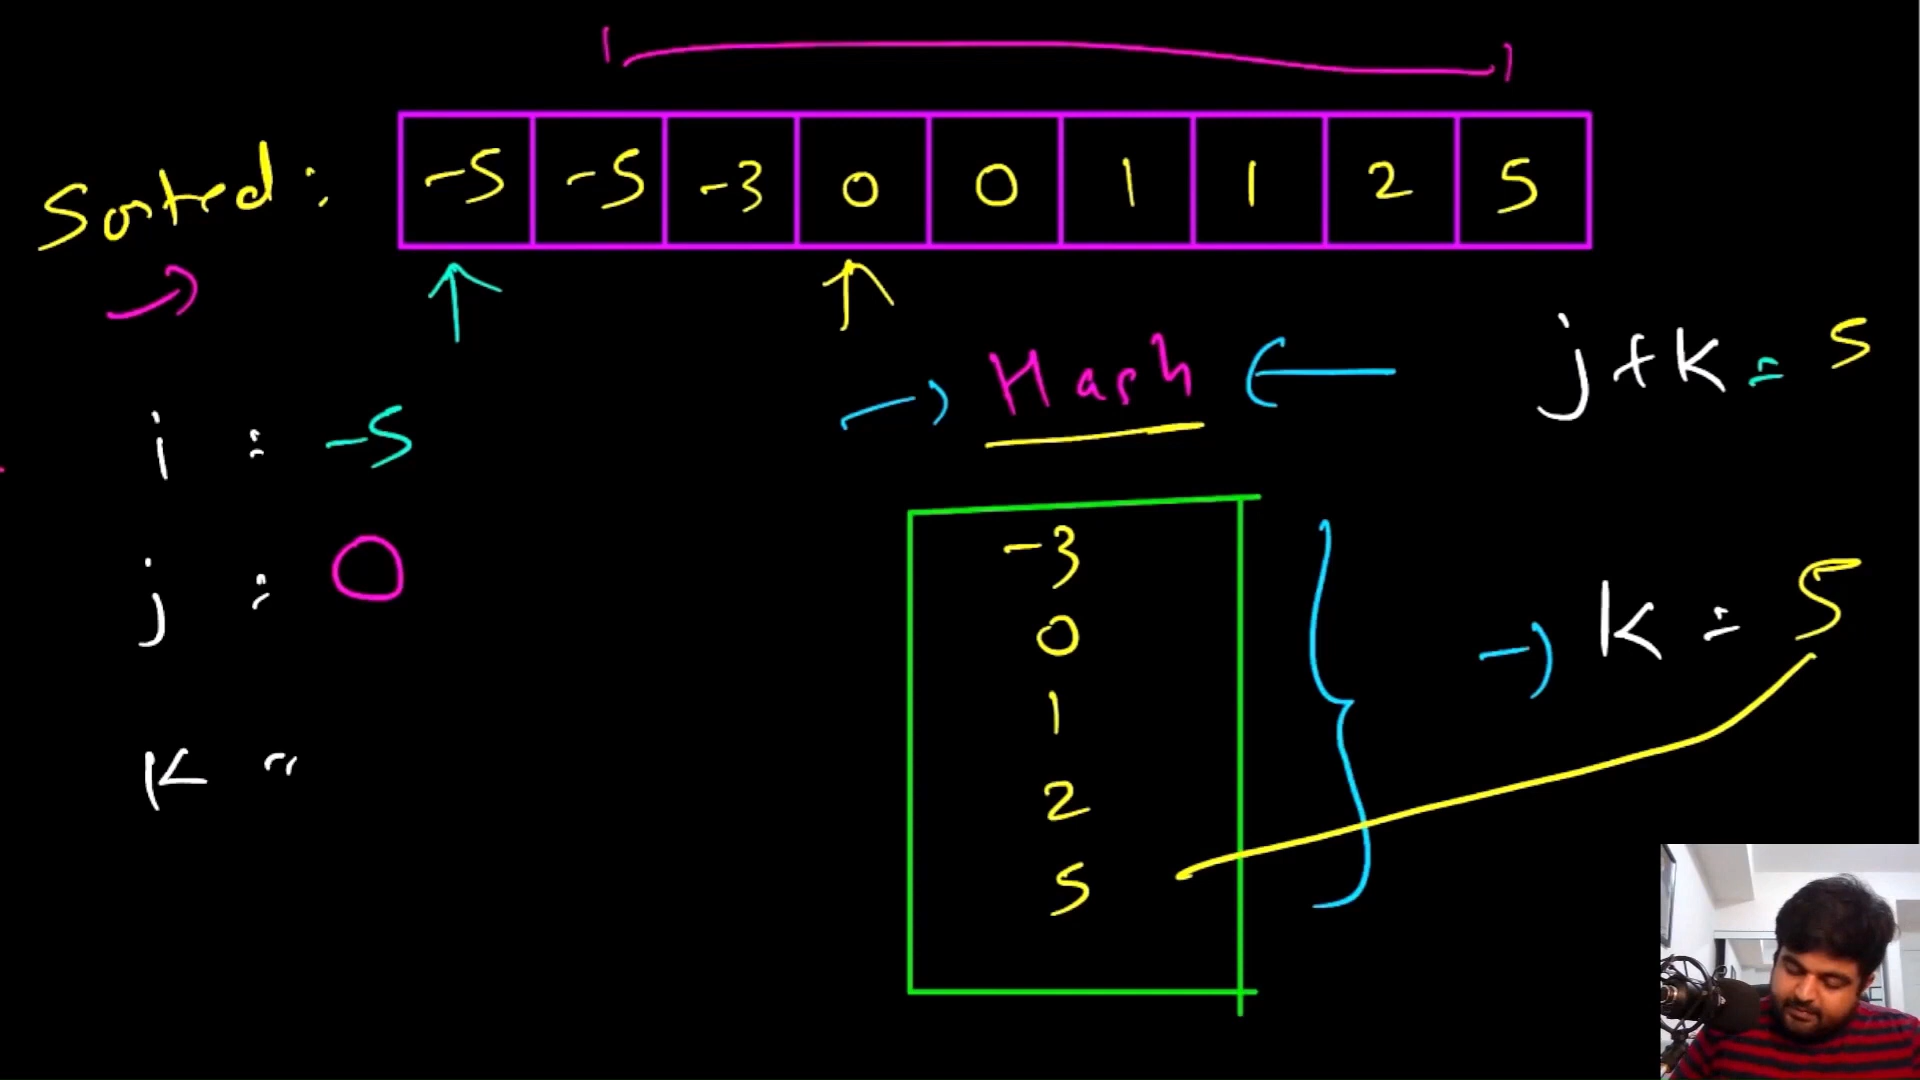 Sorted: -5 -5 -3 0 0 1 1 2 5
Hash
j + k = 5
i = -5
j = 0
k =
-3
0
1
2
5
k = 5